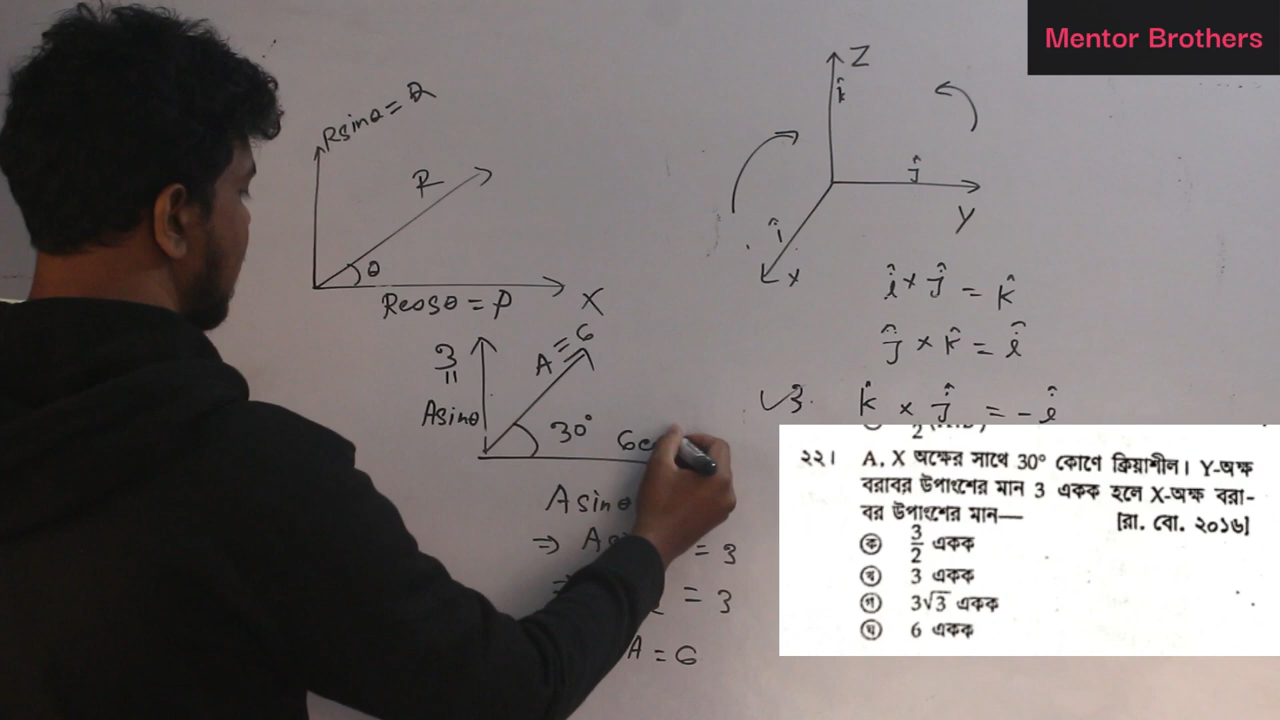 Mentor Brothers
Rsinθ = Q
R
θ
Rcosθ = P
X
Z
k̂
ĵ
Y
î
X
î × ĵ = k̂
ĵ × k̂ = î
k̂ × ĵ = -î
3
=
Asinθ
A = 6
30°
A sinθ
= 3
= 3
A = 6
২২। A, X অক্ষের সাথে 30° কোণে ক্রিয়াশীল। Y-অক্ষ
বরাবর উপাংশের মান 3 একক হলে X-অক্ষ বরা-
বর উপাংশের মান— [রা. বো. ২০১৬]
ক 3/2 একক
খ 3 একক
গ 3√3 একক
ঘ 6 একক